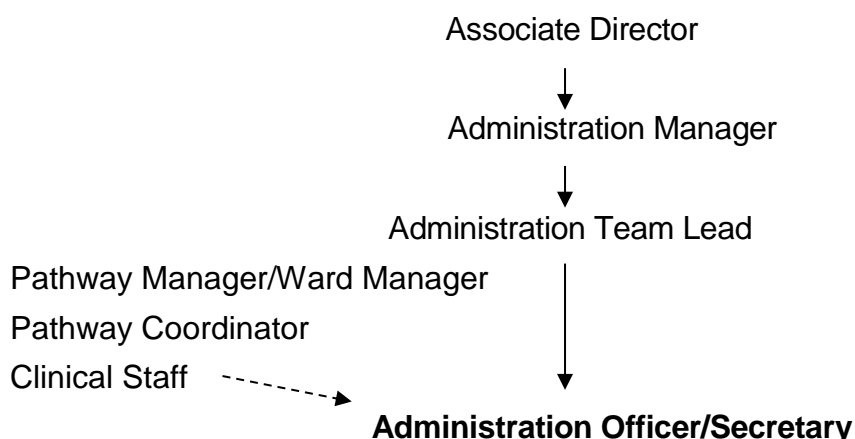 Associate Director
Administration Manager
Administration Team Lead
Pathway Manager/Ward Manager
Pathway Coordinator
Clinical Staff
Administration Officer/Secretary